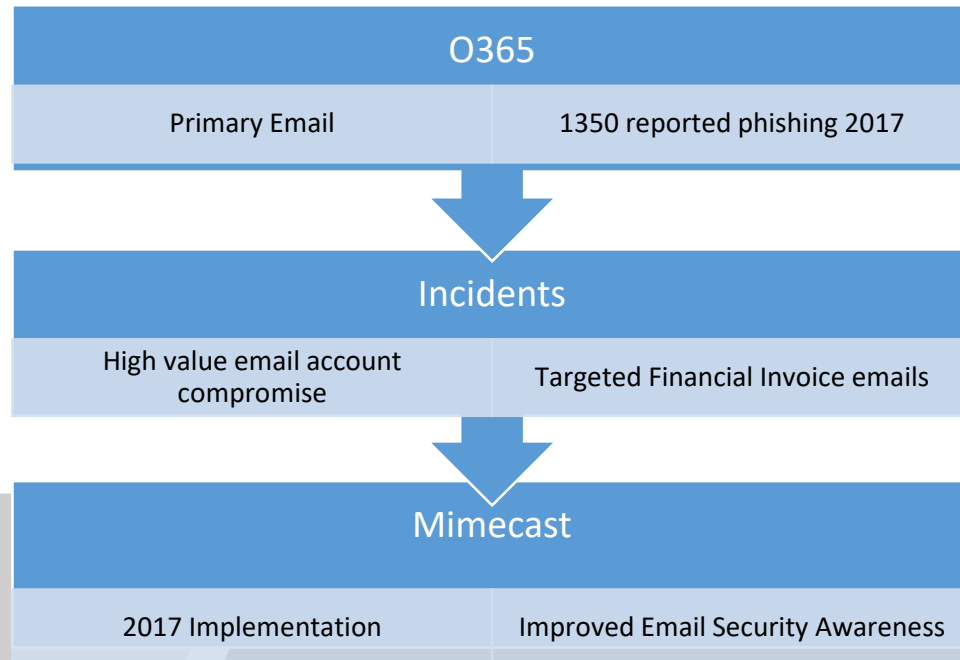 O365
Primary Email
1350 reported phishing 2017
Incidents
High value email account
compromise
Targeted Financial Invoice emails
Mimecast
2017 Implementation
Improved Email Security Awareness